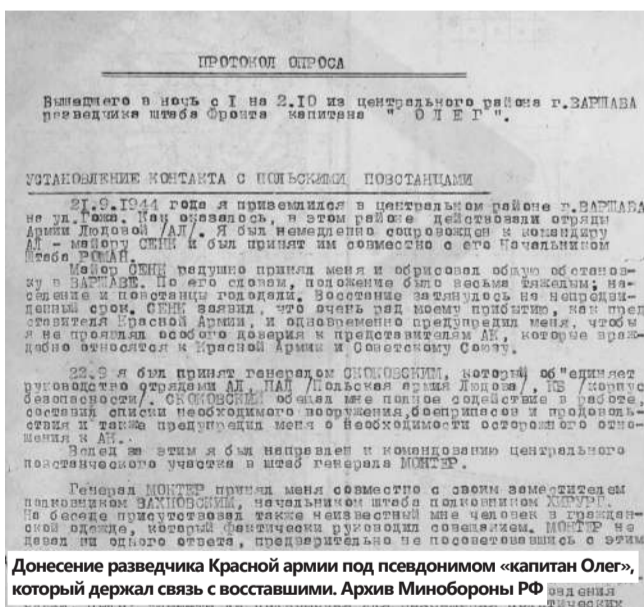 ПРОТОКОЛ ОПРОСА
Вышедшего в ночь с I на 2.IO из центрального района г.ВАРШАВА
разведчика штаба Фронта капитана " О Л Е Г ".
УСТАНОВЛЕНИЕ КОНТАКТА С ПОЛЬСКИМИ ПОВСТАНЦАМИ
21.9.1944 года я приземлился в центральном районе г.ВАРШАВА
на ул.Гожа. Как оказалось, в этом районе действовали отряды
Армии Людовой /АЛ/. Я был немедленно сопровожден к командиру
АЛ - майору СЕНК и был принят им совместно с его Начальником
Штаба РОМАН.
Майор СЕНК радушно принял меня и обрисовал общую обстанов-
ку в ВАРШАВЕ. По его словам, положение было весьма тяжелым; на-
селение и повстанцы голодали. Восстание затянулось на непредви-
денный срок. СЕНК заявил, что очень рад моему прибытию, как пред
ставителя Красной Армии, и одновременно предупредил меня, чтобы
я не проявлял особого доверия к представителям АК, которые враж-
дебно относятся к Красной Армии и Советскому Союзу.
22.9 я был принят генералом СКОКОВСКИМ, который об"единяет
руководство отрядами АЛ, ПАЛ /Польская армия Людова/, КБ /корпус
безопасности/. СКОКОВСКИЙ обещал мне полное содействие в работе,
составил списки необходимого вооружения,боеприпасов и продоволь-
ствия и также предупредил меня о необходимости осторожного отно-
шения к АК.
Вслед за этим я был направлен к командованию центрального
повстанческого участка в штаб генерала МОНТЕР.
Генерал МОНТЕР принял меня совместно с своим заместителем
полковником ВАХНОВСКИМ, начальником штаба полковником ХИРУРГ.
На беседе присутствовал также неизвестный мне человек в граждан-
ской одежде, который фактически руководил совещанием. МОНТЕР не
давал ни одного ответа, предварительно не посоветовавшись с этим
Донесение разведчика Красной армии под псевдонимом «капитан Олег»,
который держал связь с восставшими. Архив Минобороны РФ